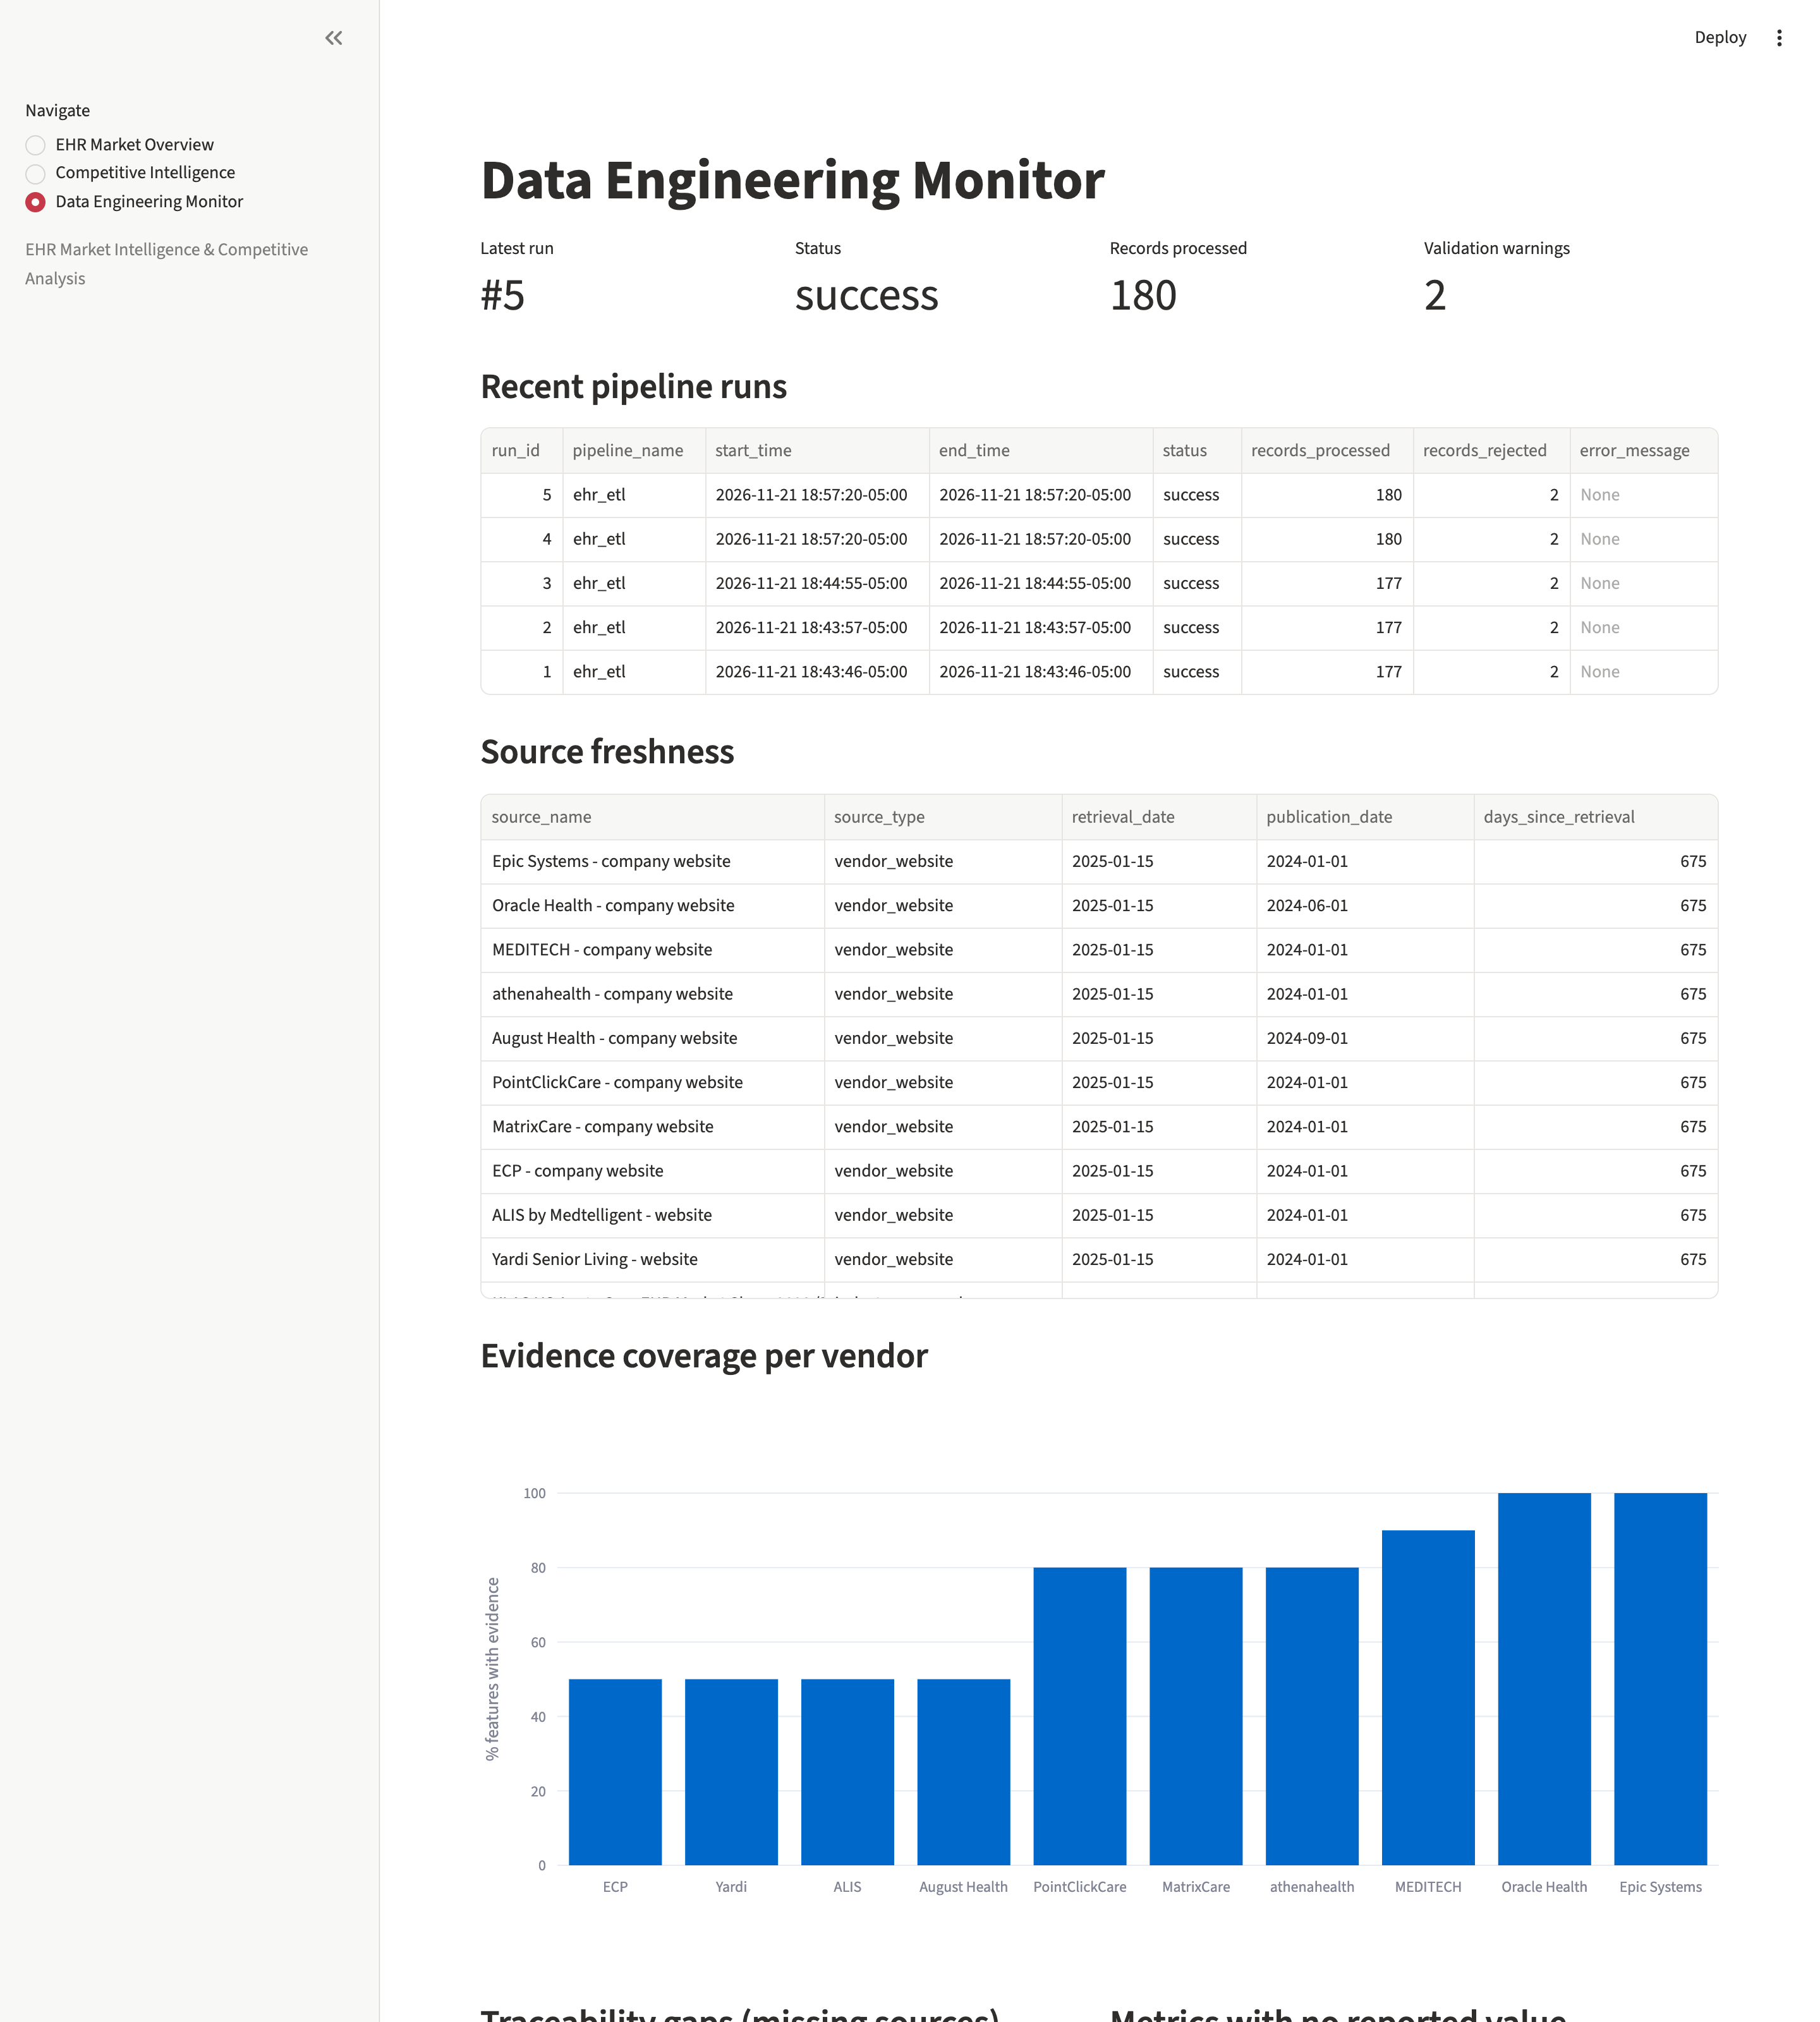 Deploy
Navigate
EHR Market Overview
Competitive Intelligence
Data Engineering Monitor
EHR Market Intelligence & Competitive
Analysis
Data Engineering Monitor
Latest run Status Records processed Validation warnings
#5 success 180 2
Recent pipeline runs
run_id pipeline_name start_time end_time status records_processed records_rejected error_message
5 ehr_etl 2026-11-21 18:57:20-05:00 2026-11-21 18:57:20-05:00 success 180 2 None
4 ehr_etl 2026-11-21 18:57:20-05:00 2026-11-21 18:57:20-05:00 success 180 2 None
3 ehr_etl 2026-11-21 18:44:55-05:00 2026-11-21 18:44:55-05:00 success 177 2 None
2 ehr_etl 2026-11-21 18:43:57-05:00 2026-11-21 18:43:57-05:00 success 177 2 None
1 ehr_etl 2026-11-21 18:43:46-05:00 2026-11-21 18:43:46-05:00 success 177 2 None
Source freshness
source_name source_type retrieval_date publication_date days_since_retrieval
Epic Systems - company website vendor_website 2025-01-15 2024-01-01 675
Oracle Health - company website vendor_website 2025-01-15 2024-06-01 675
MEDITECH - company website vendor_website 2025-01-15 2024-01-01 675
athenahealth - company website vendor_website 2025-01-15 2024-01-01 675
August Health - company website vendor_website 2025-01-15 2024-09-01 675
PointClickCare - company website vendor_website 2025-01-15 2024-01-01 675
MatrixCare - company website vendor_website 2025-01-15 2024-01-01 675
ECP - company website vendor_website 2025-01-15 2024-01-01 675
ALIS by Medtelligent - website vendor_website 2025-01-15 2024-01-01 675
Yardi Senior Living - website vendor_website 2025-01-15 2024-01-01 675
Evidence coverage per vendor
% features with evidence
100
80
60
40
20
0
ECP Yardi ALIS August Health PointClickCare MatrixCare athenahealth MEDITECH Oracle Health Epic Systems
Traceability gaps (missing sources) Metrics with no reported value